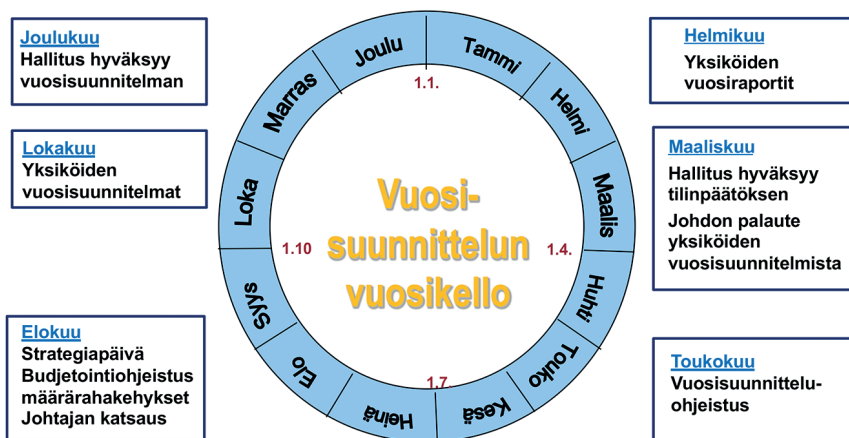 Joulukuu
Hallitus hyväksyy
vuosisuunnitelman
Lokakuu
Yksiköiden
vuosisuunnitelmat
Elokuu
Strategiapäivä
Budjetointiohjeistus
määrärahakehykset
Johtajan katsaus
Joulu
Tammi
Helmi
Maalis
Huhti
Touko
Kesä
Heinä
Elo
Syys
Loka
Marras
1.1.
1.4.
1.7.
1.10
Vuosi-
suunnittelun
vuosikello
Helmikuu
Yksiköiden
vuosiraportit
Maaliskuu
Hallitus hyväksyy
tilinpäätöksen
Johdon palaute
yksiköiden
vuosisuunnitelmista
Toukokuu
Vuosisuunnittelu-
ohjeistus